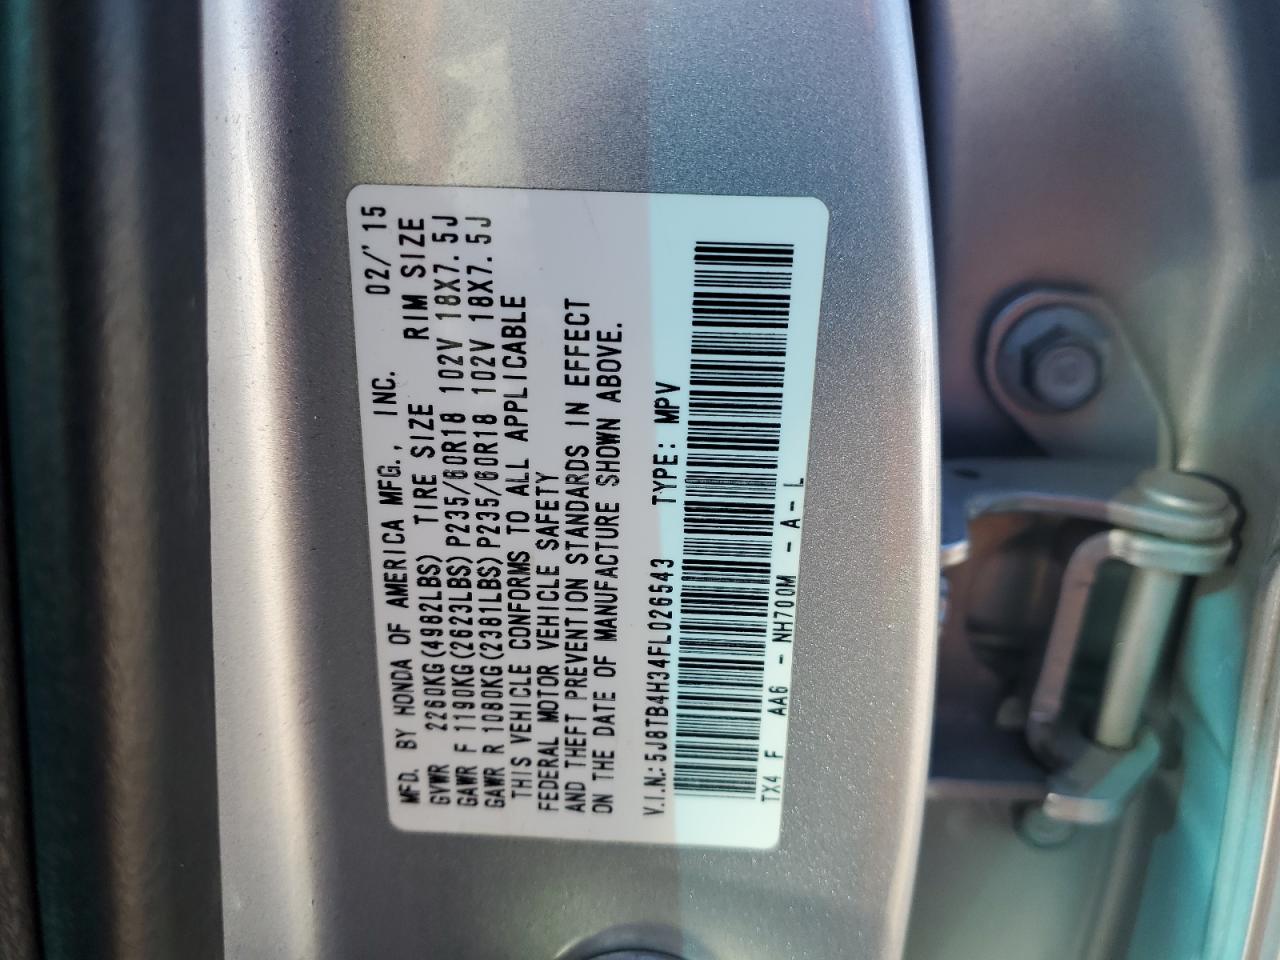 MFD. BY HONDA OF AMERICA MFG., INC. 02/'15
GVWR 2260KG(4982LBS) TIRE SIZE RIM SIZE
GAWR F 1190KG(2623LBS)P235/60R18 102V 18X7.5J
GAWR R 1080KG(2381LBS)P235/60R18 102V 18X7.5J
THIS VEHICLE CONFORMS TO ALL APPLICABLE
FEDERAL MOTOR VEHICLE SAFETY
AND THEFT PREVENTION STANDARDS IN EFFECT
ON THE DATE OF MANUFACTURE SHOWN ABOVE.
V.I.N.:5J8TB4H34FL026543 TYPE: MPV
TX4 F AA6 - NH700M - A - L